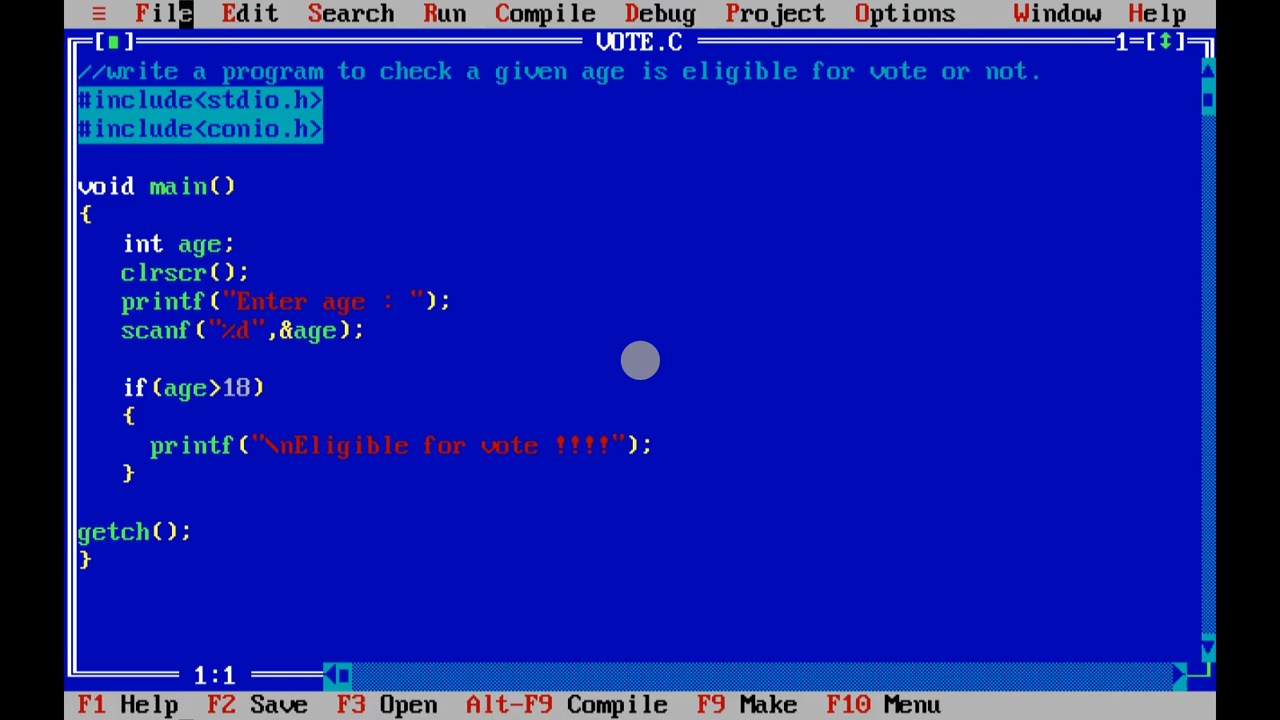 ≡ File Edit Search Run Compile Debug Project Options Window Help
[■] VOTE.C 1=[↕]
//write a program to check a given age is eligible for vote or not.
#include<stdio.h>
#include<conio.h>
void main()
{
int age;
clrscr();
printf("Enter age : ");
scanf("%d",&age);
if(age>18)
{
printf("\nEligible for vote !!!!");
}
getch();
}
1:1
F1 Help F2 Save F3 Open Alt-F9 Compile F9 Make F10 Menu